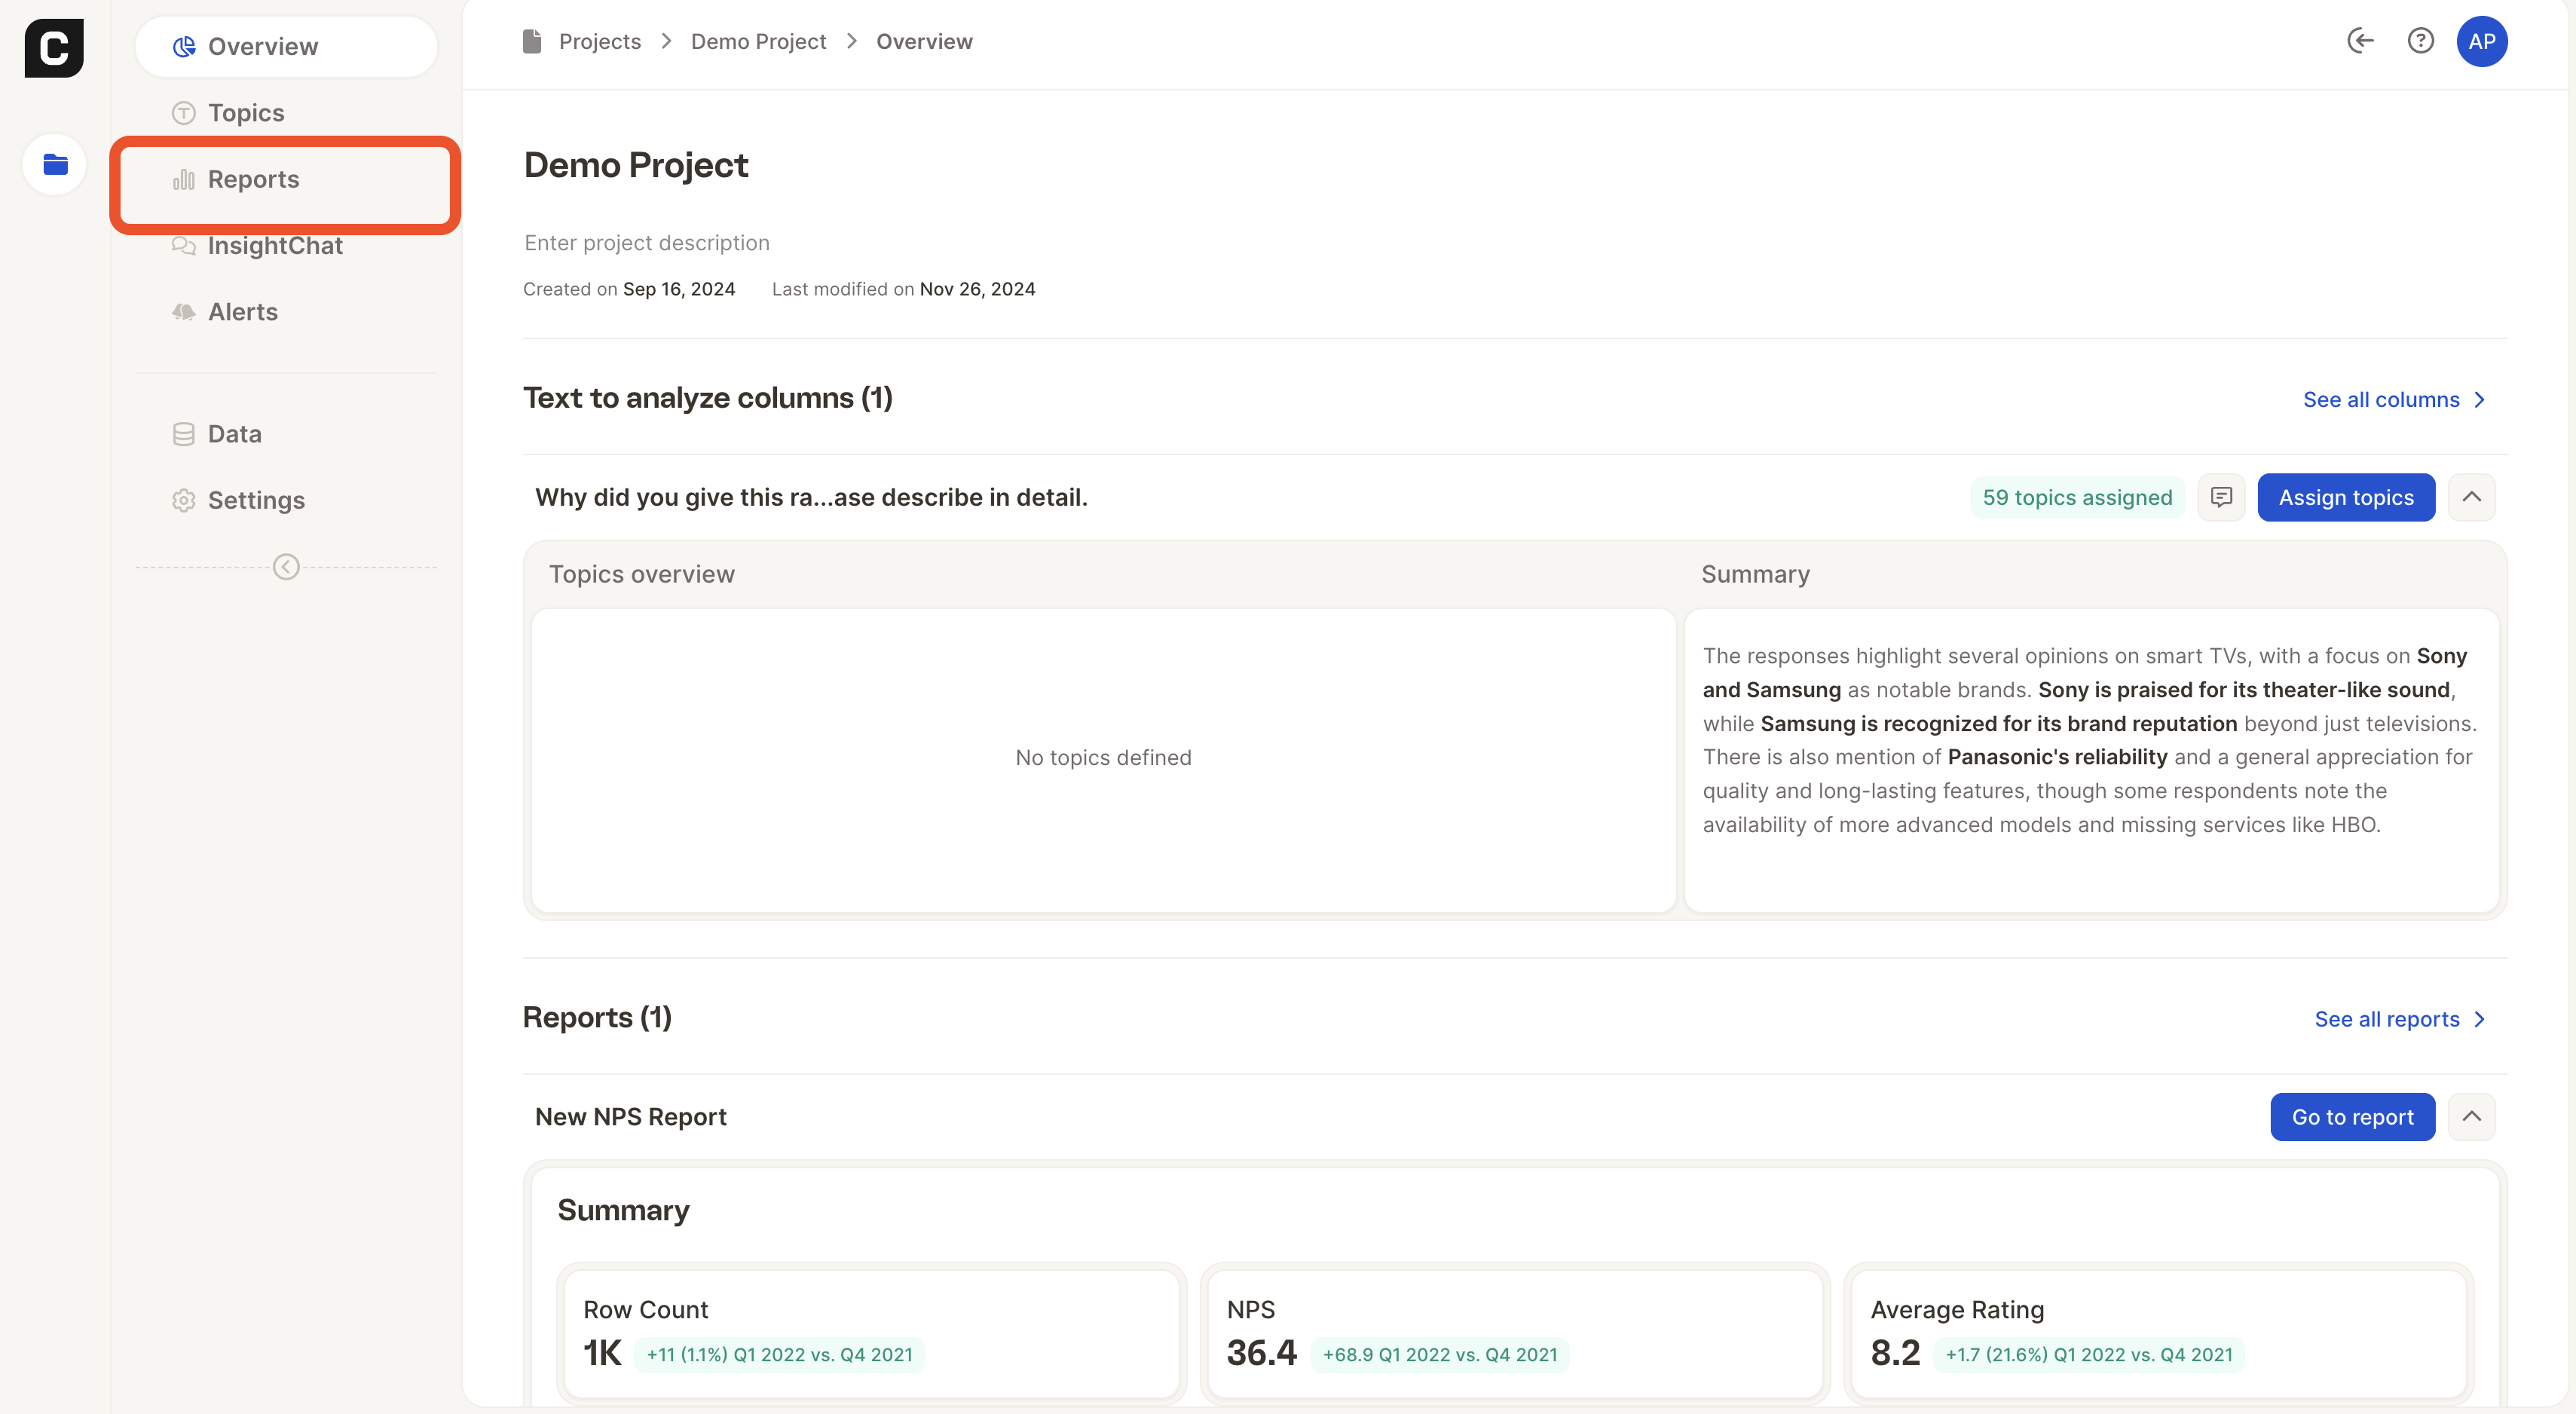 C
Overview
Topics
Reports
InsightChat
Alerts
Data
Settings
Projects > Demo Project > Overview
AP
Demo Project
Enter project description
Created on Sep 16, 2024 Last modified on Nov 26, 2024
Text to analyze columns (1)
See all columns
Why did you give this ra...ase describe in detail.
59 topics assigned
Assign topics
Topics overview
No topics defined
Summary
The responses highlight several opinions on smart TVs, with a focus on Sony
and Samsung as notable brands. Sony is praised for its theater-like sound,
while Samsung is recognized for its brand reputation beyond just televisions.
There is also mention of Panasonic's reliability and a general appreciation for
quality and long-lasting features, though some respondents note the
availability of more advanced models and missing services like HBO.
Reports (1)
See all reports
New NPS Report
Go to report
Summary
Row Count
1K +11 (1.1%) Q1 2022 vs. Q4 2021
NPS
36.4 +68.9 Q1 2022 vs. Q4 2021
Average Rating
8.2 +1.7 (21.6%) Q1 2022 vs. Q4 2021